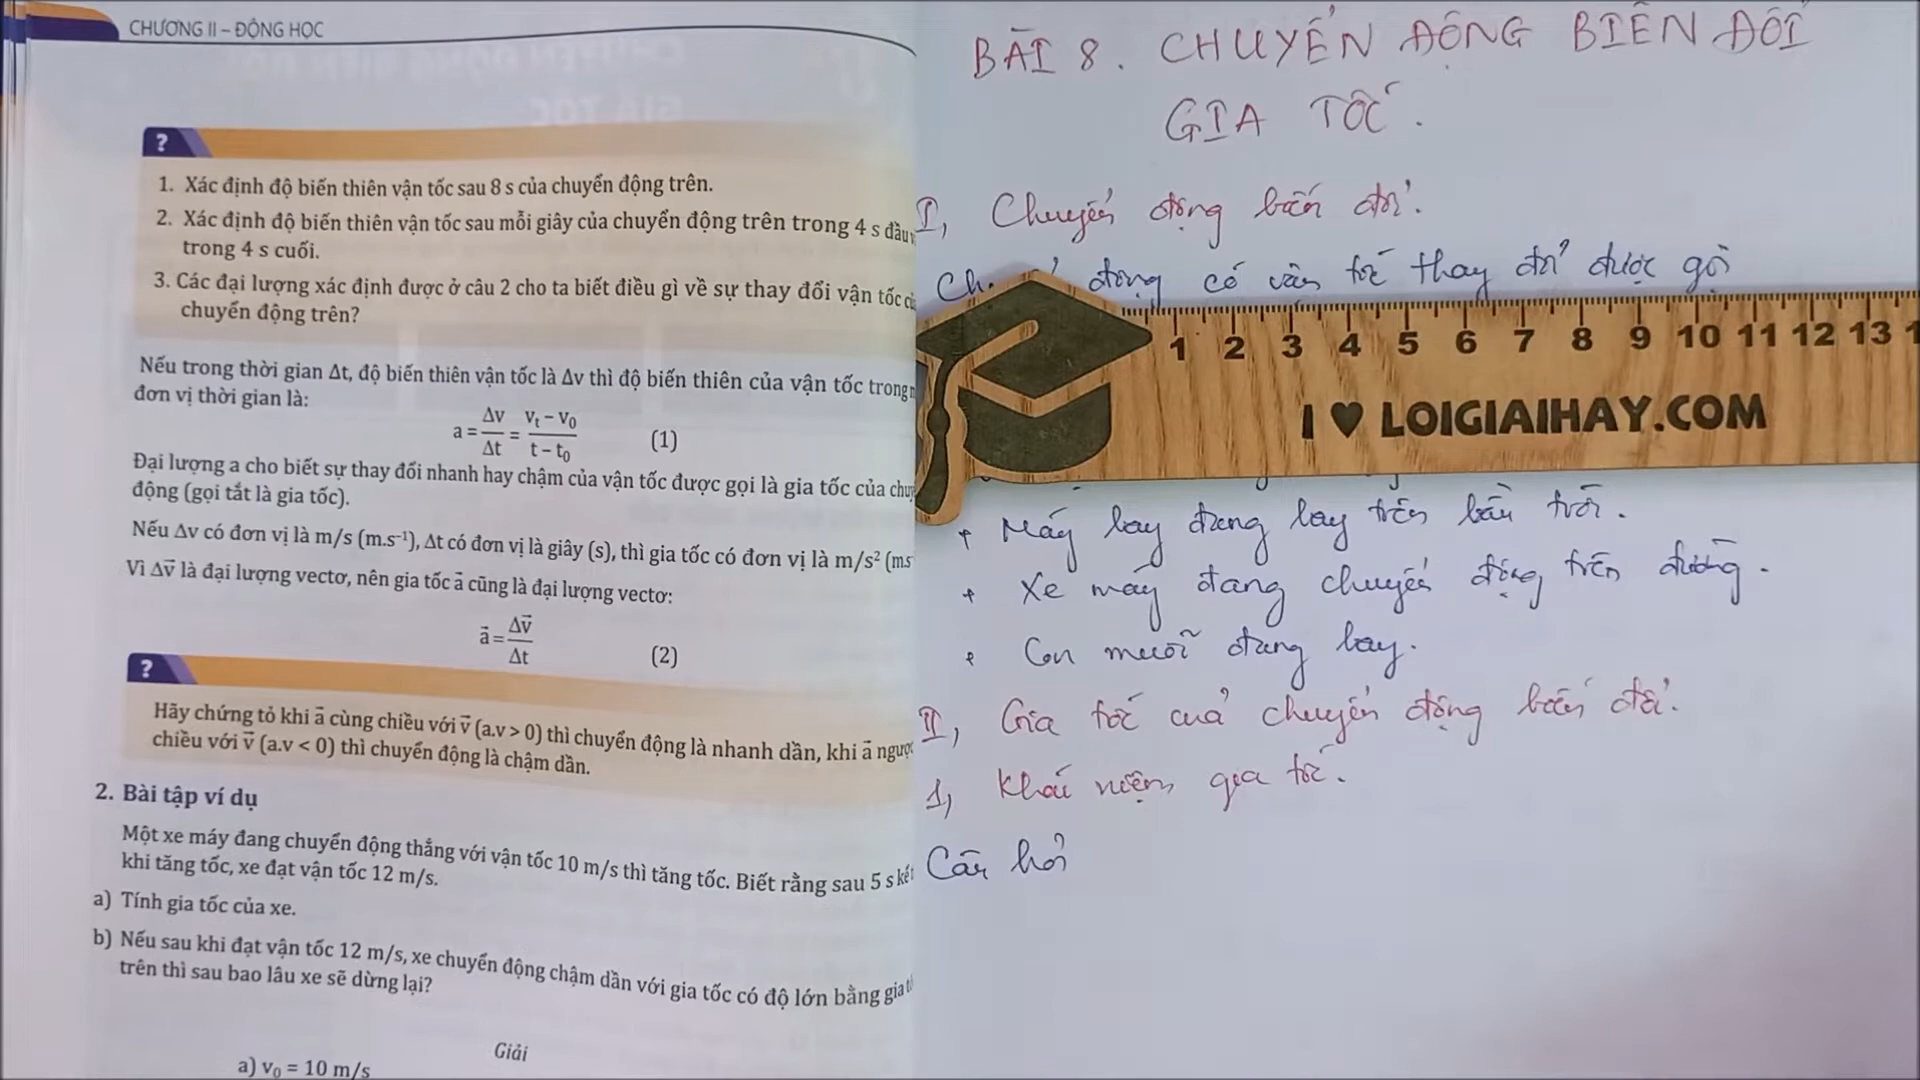 CHƯƠNG II – ĐỘNG HỌC
?
1. Xác định độ biến thiên vận tốc sau 8 s của chuyển động trên.
2. Xác định độ biến thiên vận tốc sau mỗi giây của chuyển động trên trong 4 s đầu
trong 4 s cuối.
3. Các đại lượng xác định được ở câu 2 cho ta biết điều gì về sự thay đổi vận tốc
chuyển động trên?
Nếu trong thời gian Δt, độ biến thiên vận tốc là Δv thì độ biến thiên của vận tốc trong
đơn vị thời gian là:
a = Δv/Δt = (vₜ – v₀)/(t – t₀) (1)
Đại lượng a cho biết sự thay đổi nhanh hay chậm của vận tốc được gọi là gia tốc của
động (gọi tắt là gia tốc).
Nếu Δv có đơn vị là m/s (m.s⁻¹), Δt có đơn vị là giây (s), thì gia tốc có đơn vị là m/s² (m.s
Vì Δv⃗ là đại lượng vectơ, nên gia tốc a⃗ cũng là đại lượng vectơ:
a⃗ = Δv⃗/Δt (2)
?
Hãy chứng tỏ khi a⃗ cùng chiều với v⃗ (a.v > 0) thì chuyển động là nhanh dần, khi a⃗ ngược
chiều với v⃗ (a.v < 0) thì chuyển động là chậm dần.
2. Bài tập ví dụ
Một xe máy đang chuyển động thẳng với vận tốc 10 m/s thì tăng tốc. Biết rằng sau 5 s kể
khi tăng tốc, xe đạt vận tốc 12 m/s.
a) Tính gia tốc của xe.
b) Nếu sau khi đạt vận tốc 12 m/s, xe chuyển động chậm dần với gia tốc có độ lớn bằng gia
trên thì sau bao lâu xe sẽ dừng lại?
Giải
a) v₀ = 10 m/s
BÀI 8. CHUYỂN ĐỘNG BIẾN ĐỔI
GIA TỐC.
I, Chuyển động biến đổi.
động có vận tốc thay đổi được gọi
1 2 3 4 5 6 7 8 9 10 11 12 13
I ♥ LOIGIAIHAY.COM
+ Máy bay đang bay trên bầu trời.
+ Xe máy đang chuyển động trên đường.
+ Con muỗi đang bay.
II, Gia tốc của chuyển động biến đổi.
1, Khái niệm gia tốc.
Câu hỏi